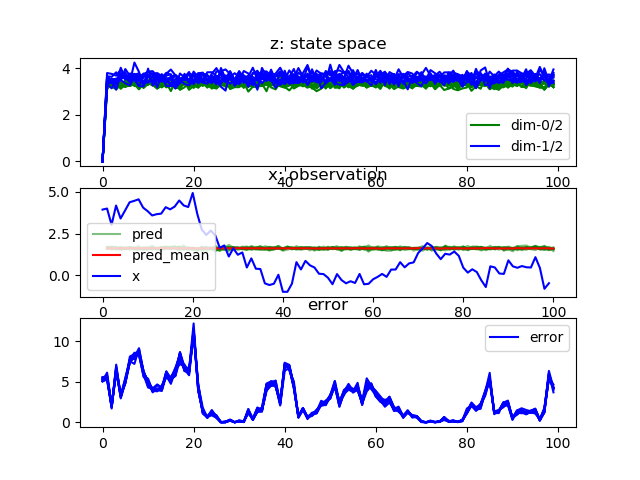 z: state space
4
2
0
dim-0/2
dim-1/2
0 20 40 60 80 100
x: observation
5.0
2.5
0.0
pred
pred_mean
x
0 20 40 60 80 100
error
10
5
0
error
0 20 40 60 80 100